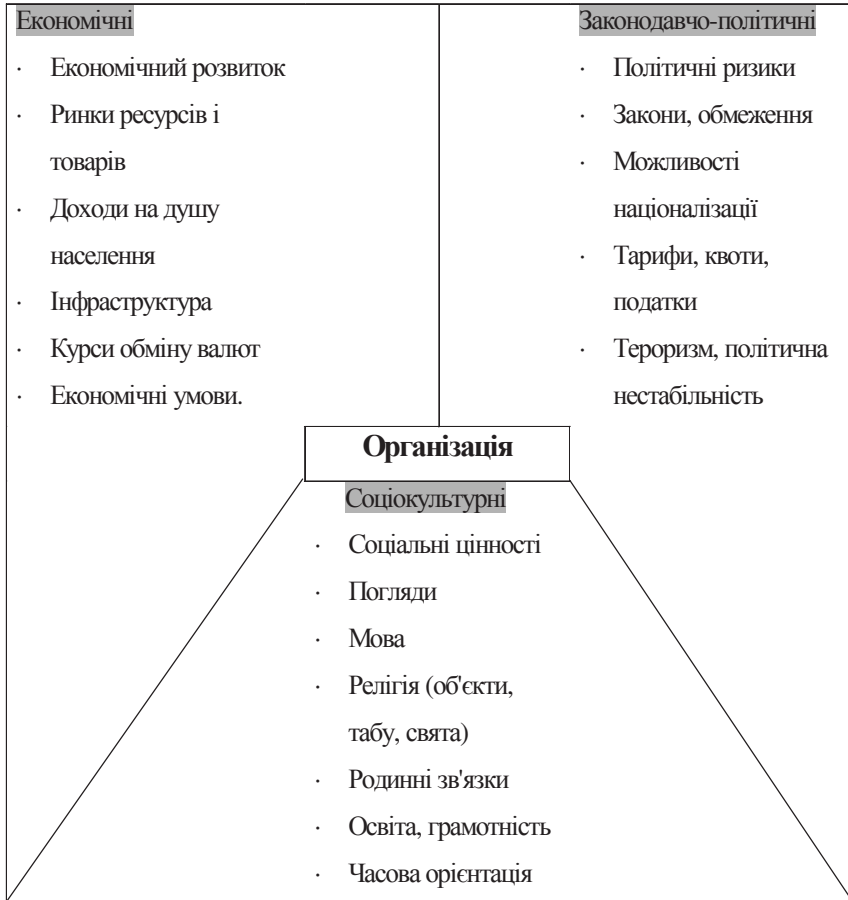 Економічні
· Економічний розвиток
· Ринки ресурсів і
товарів
· Доходи на душу
населення
· Інфраструктура
· Курси обміну валют
· Економічні умови.
Законодавчо-політичні
· Політичні ризики
· Закони, обмеження
· Можливості
націоналізації
· Тарифи, квоти,
податки
· Тероризм, політична
нестабільність
Організація
Соціокультурні
· Соціальні цінності
· Погляди
· Мова
· Релігія (об'єкти,
табу, свята)
· Родинні зв'язки
· Освіта, грамотність
· Часова орієнтація